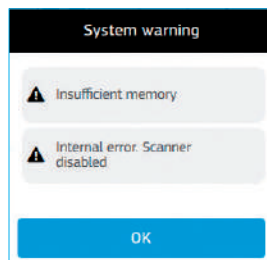 System warning
Insufficient memory
Internal error. Scanner
disabled
OK